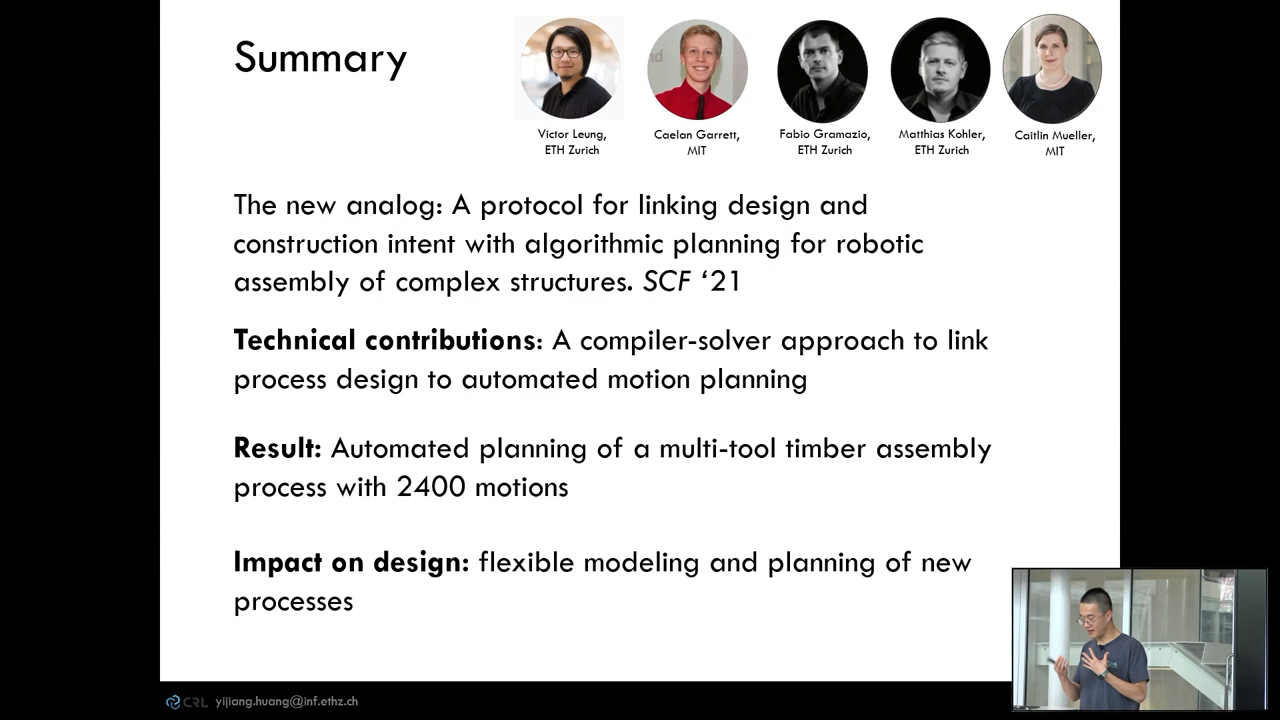 Summary
Victor Leung,
ETH Zurich
Caelan Garrett,
MIT
Fabio Gramazio,
ETH Zurich
Matthias Kohler,
ETH Zurich
Caitlin Mueller,
MIT
The new analog: A protocol for linking design and
construction intent with algorithmic planning for robotic
assembly of complex structures. SCF ‘21
Technical contributions: A compiler-solver approach to link
process design to automated motion planning
Result: Automated planning of a multi-tool timber assembly
process with 2400 motions
Impact on design: flexible modeling and planning of new
processes
CRL yijiang.huang@inf.ethz.ch